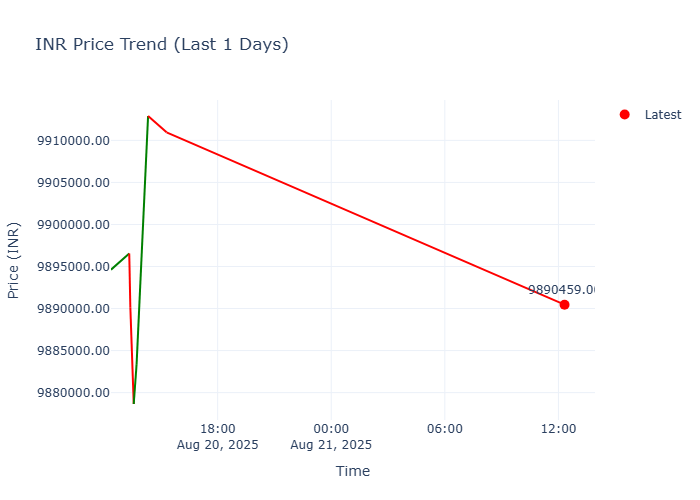 INR Price Trend (Last 1 Days)
Latest
9910000.00
9905000.00
9900000.00
9895000.00
9890000.00
9885000.00
9880000.00
Price (INR)
9890459.00
18:00
Aug 20, 2025
00:00
Aug 21, 2025
06:00
12:00
Time